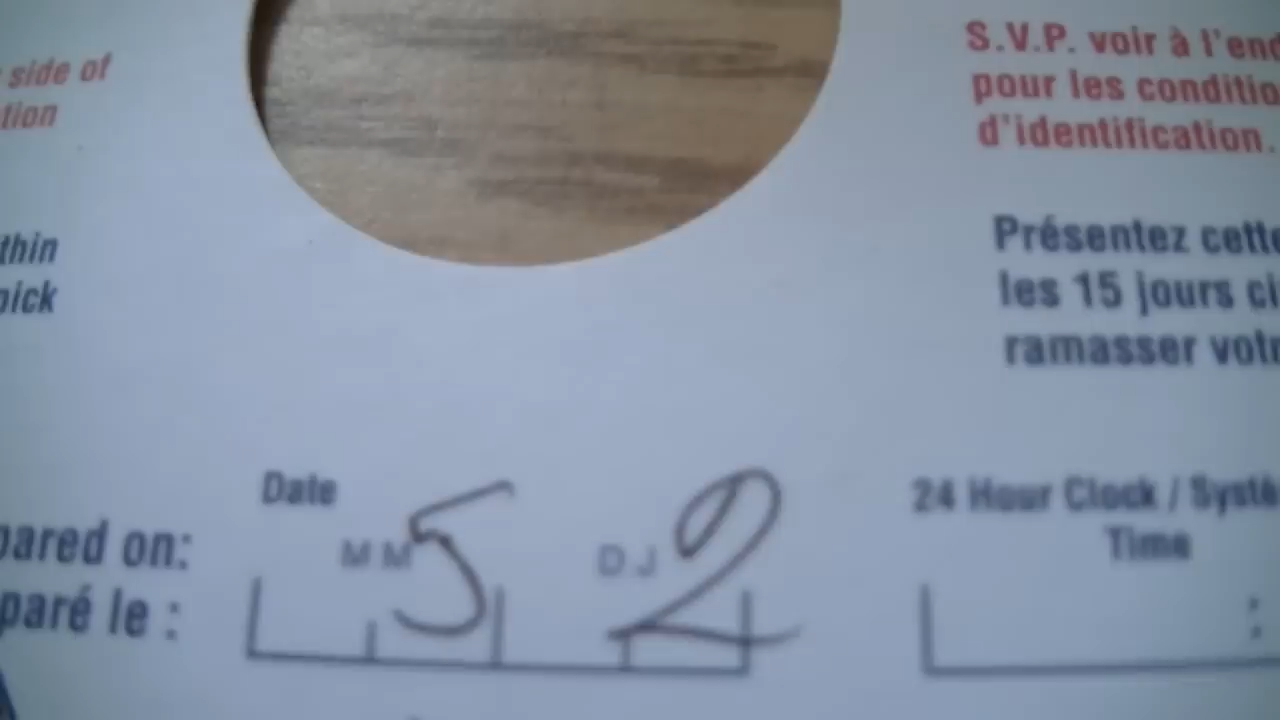 side of
tion
S.V.P. voir à l'end
pour les conditio
d'identification.
thin
pick
Présentez cette
les 15 jours ci
ramasser votr
Date
MM 5 DJ 2
pared on:
paré le :
24 Hour Clock / Systè
Time
: